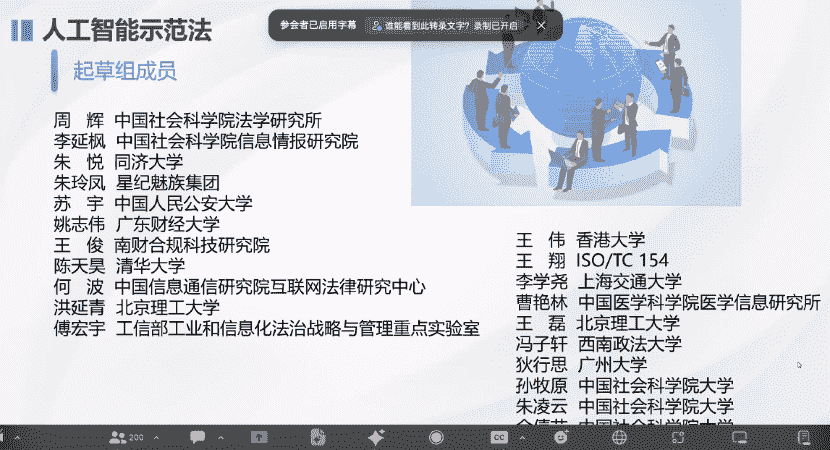 人工智能示范法
参会者已启用字幕 谁能看到此转录文字? 录制已开启
起草组成员
周 辉 中国社会科学院法学研究所
李延枫 中国社会科学院信息情报研究院
朱 悦 同济大学
朱玲凤 星纪魅族集团
苏 宇 中国人民公安大学
姚志伟 广东财经大学
王 俊 南财合规科技研究院
陈天昊 清华大学
何 波 中国信息通信研究院互联网法律研究中心
洪延青 北京理工大学
傅宏宇 工信部工业和信息化法治战略与管理重点实验室
王 伟 香港大学
王 翔 ISO/TC 154
李学尧 上海交通大学
曹艳林 中国医学科学院医学信息研究所
王 磊 北京理工大学
冯子轩 西南政法大学
狄行思 广州大学
孙牧原 中国社会科学院大学
朱凌云 中国社会科学院大学
200
CC